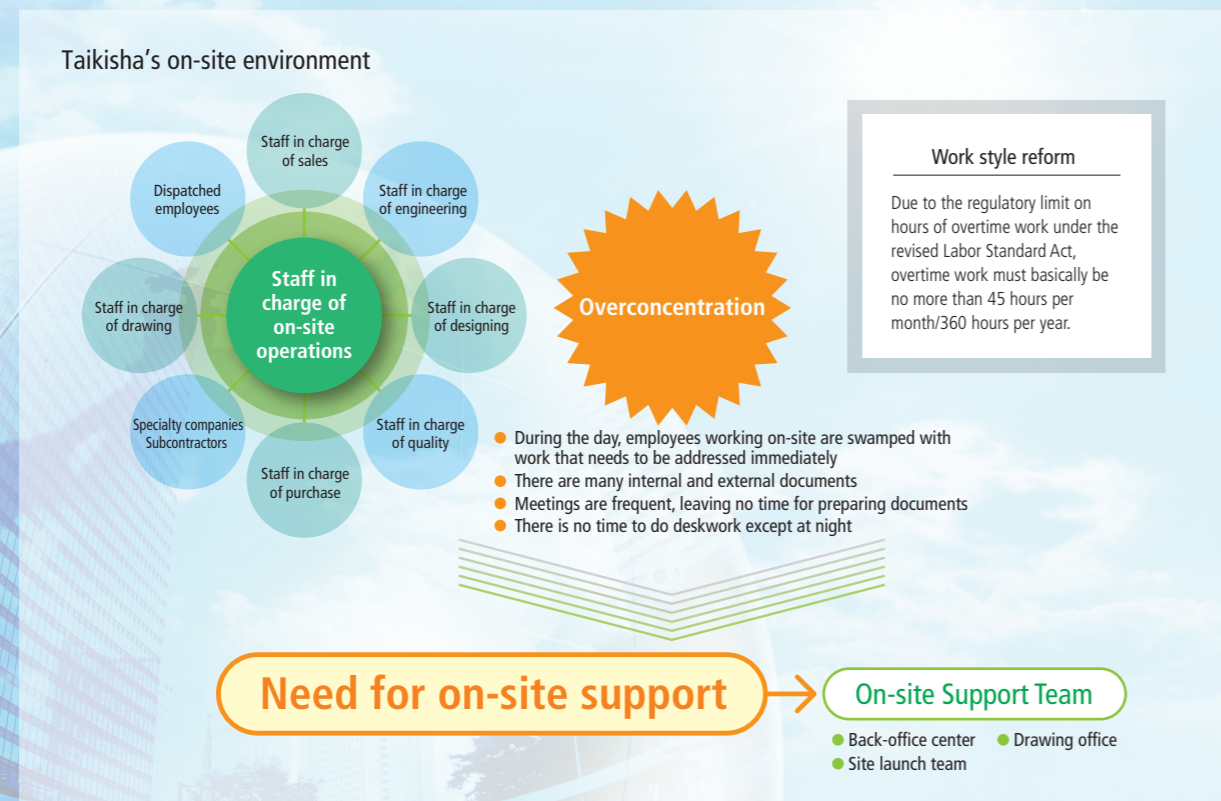 Taikisha's on-site environment
Staff in charge
of sales
Dispatched
employees
Staff in charge
of engineering
Staff in charge
of drawing
Staff in
charge of
on-site
operations
Staff in charge
of designing
Specialty companies
Subcontractors
Staff in charge
of quality
Staff in charge
of purchase
Overconcentration
Work style reform
Due to the regulatory limit on
hours of overtime work under the
revised Labor Standard Act,
overtime work must basically be
no more than 45 hours per
month/360 hours per year.
During the day, employees working on-site are swamped with
work that needs to be addressed immediately
There are many internal and external documents
Meetings are frequent, leaving no time for preparing documents
There is no time to do deskwork except at night
Need for on-site support
On-site Support Team
Back-office center
Drawing office
Site launch team